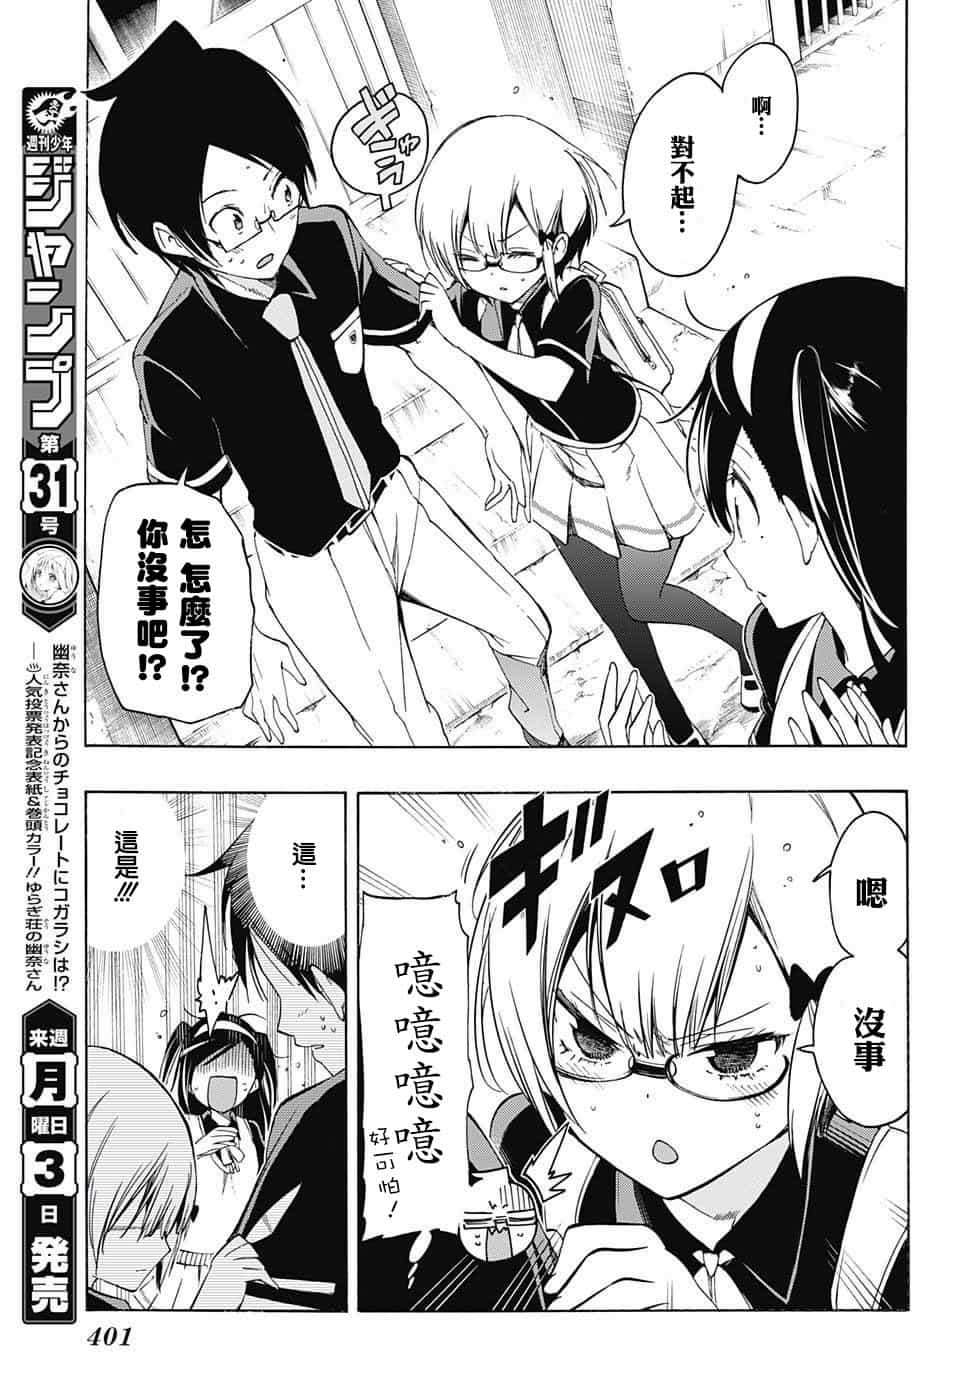 啊…
對不起…
ドドンラ
怎 怎麼了!?
你沒事吧!?
嗯
沒事
ギヌロ
噫噫噫噫
好可怕!
這…
這是!!!
週刊少年
ジャンプ
第
31
号
幽奈さんからのチョコレートにコガラシは!?
―♨人気投票発表記念表紙&巻頭カラー!! ゆらぎ荘の幽奈さん
来週
月
曜日
3
日
発売
401